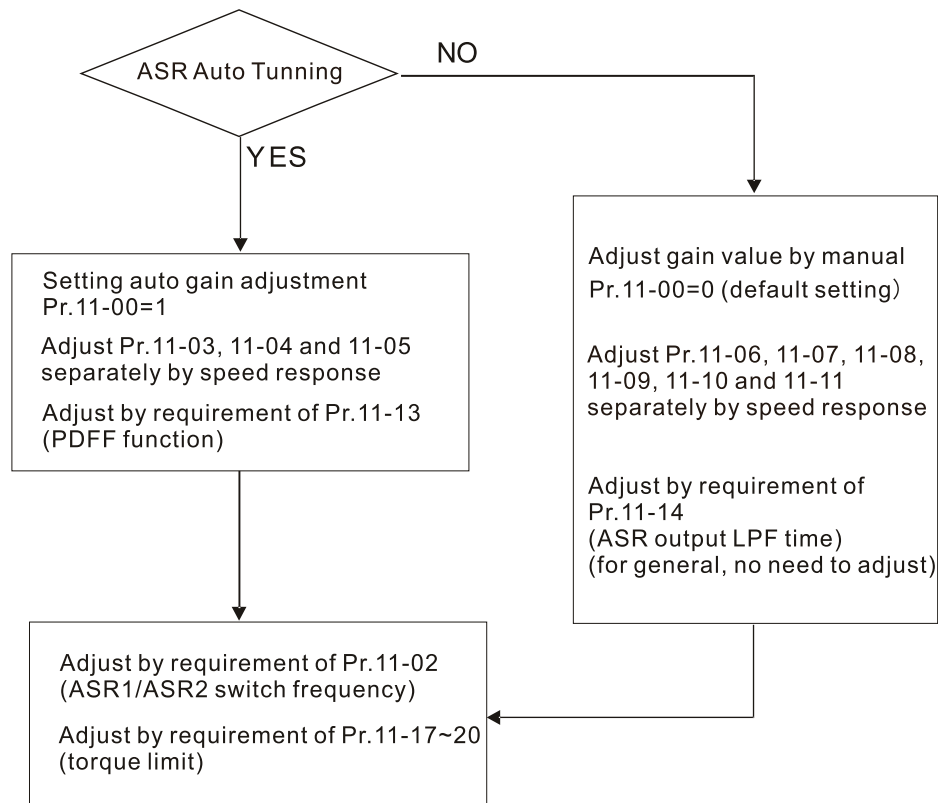 ASR Auto Tunning
NO
YES
Setting auto gain adjustment
Pr.11-00=1
Adjust Pr.11-03, 11-04 and 11-05
separately by speed response
Adjust by requirement of Pr.11-13
(PDFF function)
Adjust gain value by manual
Pr.11-00=0 (default setting）
Adjust Pr.11-06, 11-07, 11-08,
11-09, 11-10 and 11-11
separately by speed response
Adjust by requirement of
Pr.11-14
(ASR output LPF time)
(for general, no need to adjust)
Adjust by requirement of Pr.11-02
(ASR1/ASR2 switch frequency)
Adjust by requirement of Pr.11-17~20
(torque limit)